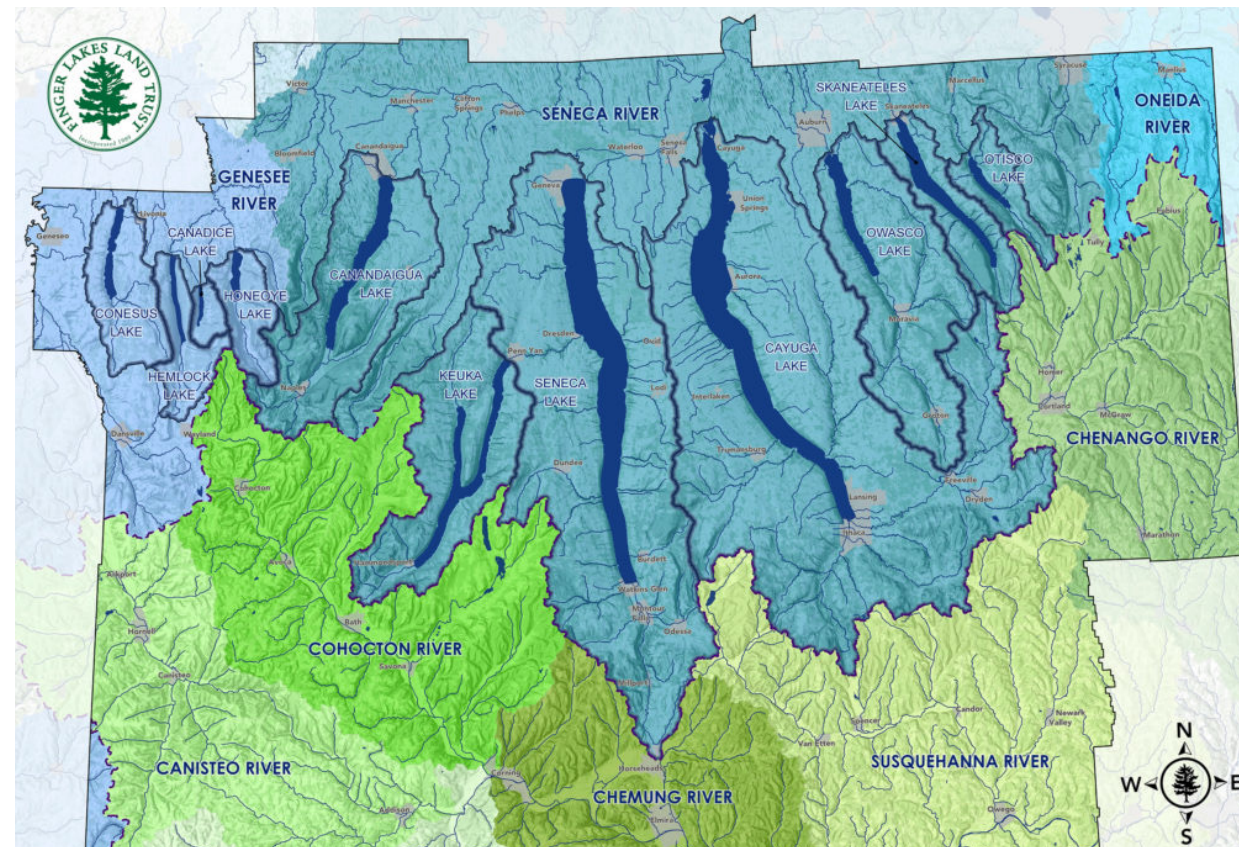 FINGER LAKES LAND TRUST
Incorporated 1989
SENECA RIVER
ONEIDA
RIVER
GENESEE
RIVER
SKANEATELES
LAKE
OTISCO
LAKE
OWASCO
LAKE
CAYUGA
LAKE
SENECA
LAKE
KEUKA
LAKE
CANANDAIGUA
LAKE
HONEOYE
LAKE
CANADICE
LAKE
HEMLOCK
LAKE
CONESUS
LAKE
CHENANGO RIVER
COHOCTON RIVER
CANISTEO RIVER
CHEMUNG RIVER
SUSQUEHANNA RIVER
Victor
Manchester
Clifton
Springs
Phelps
Waterloo
Seneca
Falls
Cayuga
Auburn
Skaneateles
Marcellus
Syracuse
Manlius
Bloomfield
Canandaigua
Geneva
Union
Springs
Livonia
Geneseo
Aurora
Moravia
Tully
Fabius
Dresden
Penn Yan
Ovid
Lodi
Interlaken
Naples
Dansville
Wayland
Cohocton
Dundee
Trumansburg
Groton
Homer
Cortland
McGraw
Freeville
Dryden
Lansing
Ithaca
Marathon
Hammondsport
Burdett
Watkins Glen
Montour
Falls
Odessa
Avoca
Bath
Savona
Arkport
Hornell
Canisteo
Addison
Corning
Millport
Horseheads
Elmira
Van Etten
Spencer
Candor
Newark
Valley
Owego
N
W
E
S